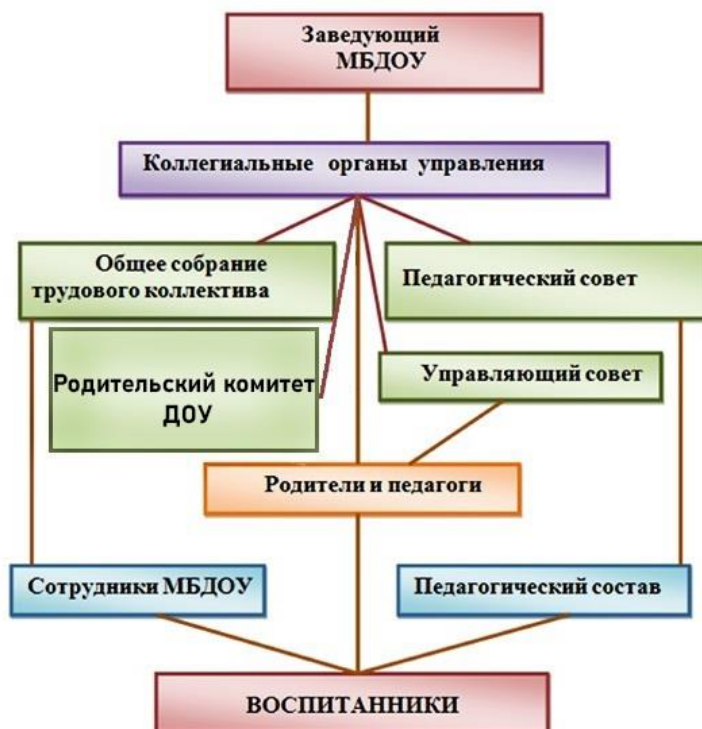 Заведующий
МБДОУ
Коллегиальные органы управления
Общее собрание
трудового коллектива
Педагогический совет
Родительский комитет
ДОУ
Управляющий совет
Родители и педагоги
Сотрудники МБДОУ
Педагогический состав
ВОСПИТАННИКИ